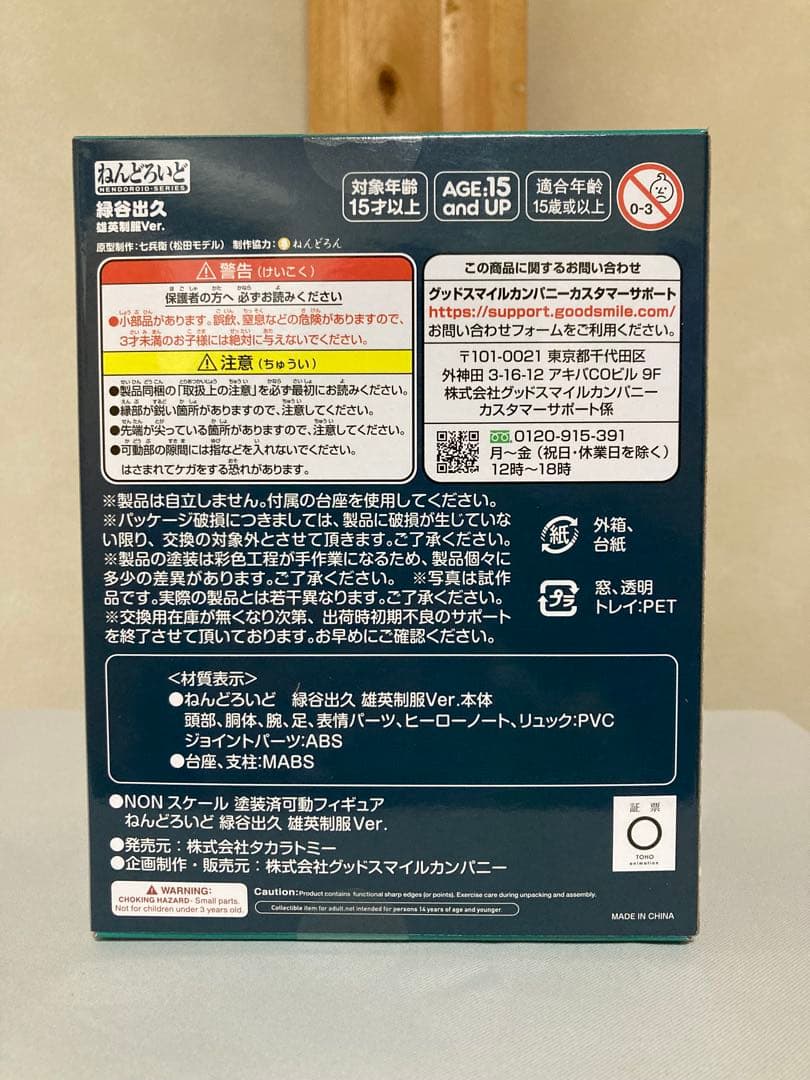 ねんどろいど
NENDOROID-SERIES
緑谷出久
雄英制服Ver.
原型制作:七兵衛(松田モデル) 制作協力: ねんどろん
対象年齢
15才以上
AGE:15
and UP
適合年齢
15歳或以上
0-3
⚠警告(けいこく)
保護者の方へ 必ずお読みください
●小部品があります。誤飲、窒息などの危険がありますので、
3才未満のお子様には絶対に与えないでください。
⚠注意(ちゅうい)
●製品同梱の「取扱上の注意」を必ず最初にお読みください。
●縁部が鋭い箇所がありますので、注意してください。
●先端が尖っている箇所がありますので、注意してください。
●可動部の隙間には指などを入れないでください。
はさまれてケガをする恐れがあります。
この商品に関するお問い合わせ
グッドスマイルカンパニーカスタマーサポート
https://support.goodsmile.com/
お問い合わせフォームをご利用ください。
〒101-0021 東京都千代田区
外神田 3-16-12 アキバCOビル 9F
株式会社グッドスマイルカンパニー
カスタマーサポート係
0120-915-391
月〜金(祝日・休業日を除く)
12時〜18時
※製品は自立しません。付属の台座を使用してください。
※パッケージ破損につきましては、製品に破損が生じていな
い限り、交換の対象外とさせて頂きます。ご了承ください。
※製品の塗装は彩色工程が手作業になるため、製品個々に
多少の差異があります。ご了承ください。 ※写真は試作
品です。実際の製品とは若干異なります。ご了承ください。
※交換用在庫が無くなり次第、出荷時初期不良のサポート
を終了させて頂いております。お早めにご確認ください。
紙
外箱、
台紙
プラ
窓、透明
トレイ:PET
<材質表示>
●ねんどろいど 緑谷出久 雄英制服Ver.本体
頭部、胴体、腕、足、表情パーツ、ヒーローノート、リュック:PVC
ジョイントパーツ:ABS
●台座、支柱:MABS
●NONスケール 塗装済可動フィギュア
ねんどろいど 緑谷出久 雄英制服Ver.
●発売元:株式会社タカラトミー
●企画制作・販売元:株式会社グッドスマイルカンパニー
証票
TOHO
animation
⚠WARNING:
CHOKING HAZARD- Small parts.
Not for children under 3 years old.
Caution:Product contains functional sharp edges (or points). Exercise care during unpacking and assembly.
Collectible item for adult.not intended for persons 14 years of age and younger.
MADE IN CHINA